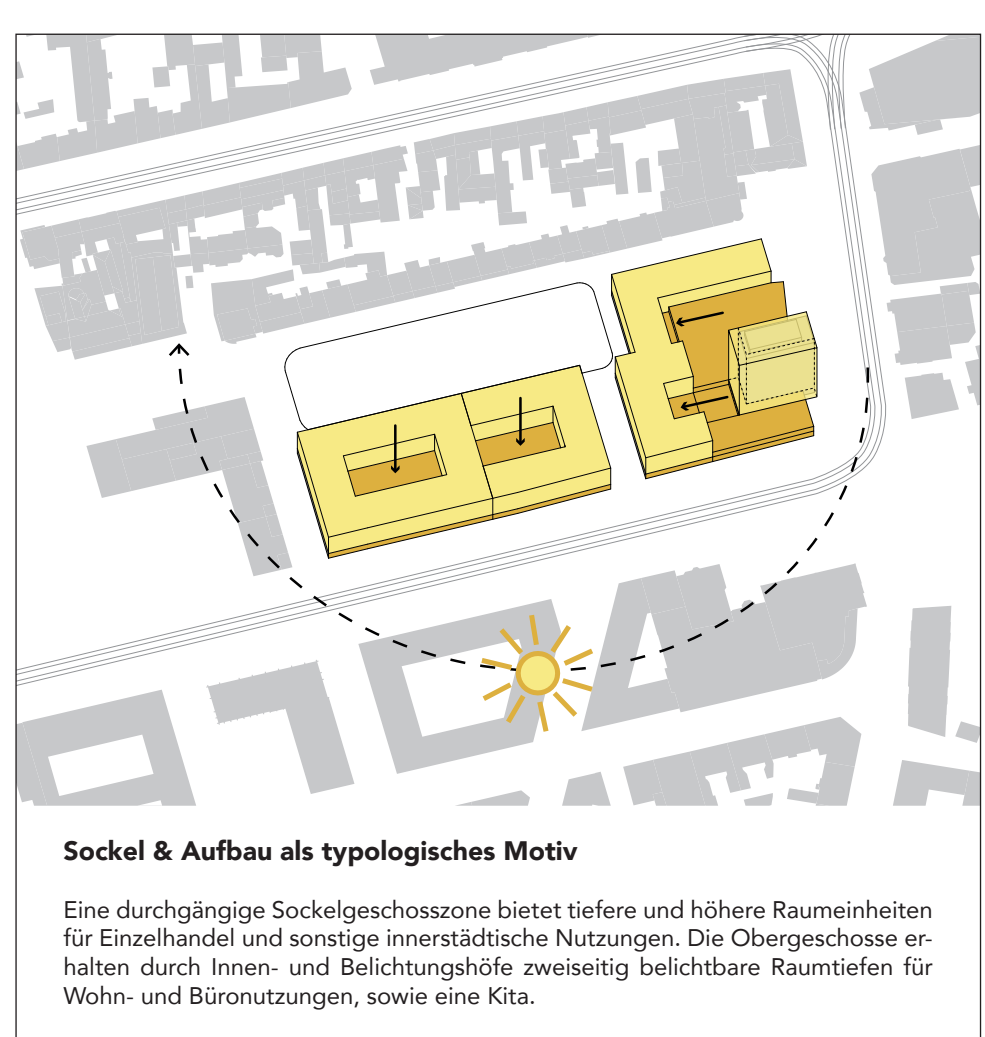 Sockel & Aufbau als typologisches Motiv
Eine durchgängige Sockelgeschosszone bietet tiefere und höhere Raumeinheiten
für Einzelhandel und sonstige innerstädtische Nutzungen. Die Obergeschosse er-
halten durch Innen- und Belichtungshöfe zweiseitig belichtbare Raumtiefen für
Wohn- und Büronutzungen, sowie eine Kita.